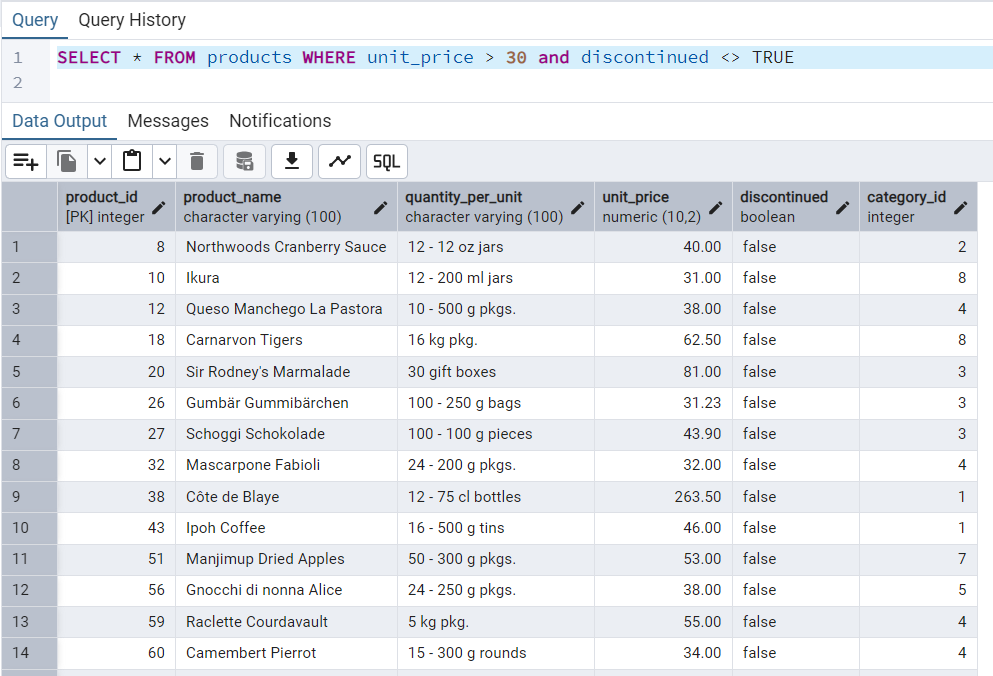 Query Query History
1 SELECT * FROM products WHERE unit_price > 30 and discontinued <> TRUE
2
Data Output Messages Notifications
SQL
product_id product_name quantity_per_unit unit_price discontinued category_id
[PK] integer character varying (100) character varying (100) numeric (10,2) boolean integer
1 8 Northwoods Cranberry Sauce 12 - 12 oz jars 40.00 false 2
2 10 Ikura 12 - 200 ml jars 31.00 false 8
3 12 Queso Manchego La Pastora 10 - 500 g pkgs. 38.00 false 4
4 18 Carnarvon Tigers 16 kg pkg. 62.50 false 8
5 20 Sir Rodney's Marmalade 30 gift boxes 81.00 false 3
6 26 Gumbär Gummibärchen 100 - 250 g bags 31.23 false 3
7 27 Schoggi Schokolade 100 - 100 g pieces 43.90 false 3
8 32 Mascarpone Fabioli 24 - 200 g pkgs. 32.00 false 4
9 38 Côte de Blaye 12 - 75 cl bottles 263.50 false 1
10 43 Ipoh Coffee 16 - 500 g tins 46.00 false 1
11 51 Manjimup Dried Apples 50 - 300 g pkgs. 53.00 false 7
12 56 Gnocchi di nonna Alice 24 - 250 g pkgs. 38.00 false 5
13 59 Raclette Courdavault 5 kg pkg. 55.00 false 4
14 60 Camembert Pierrot 15 - 300 g rounds 34.00 false 4